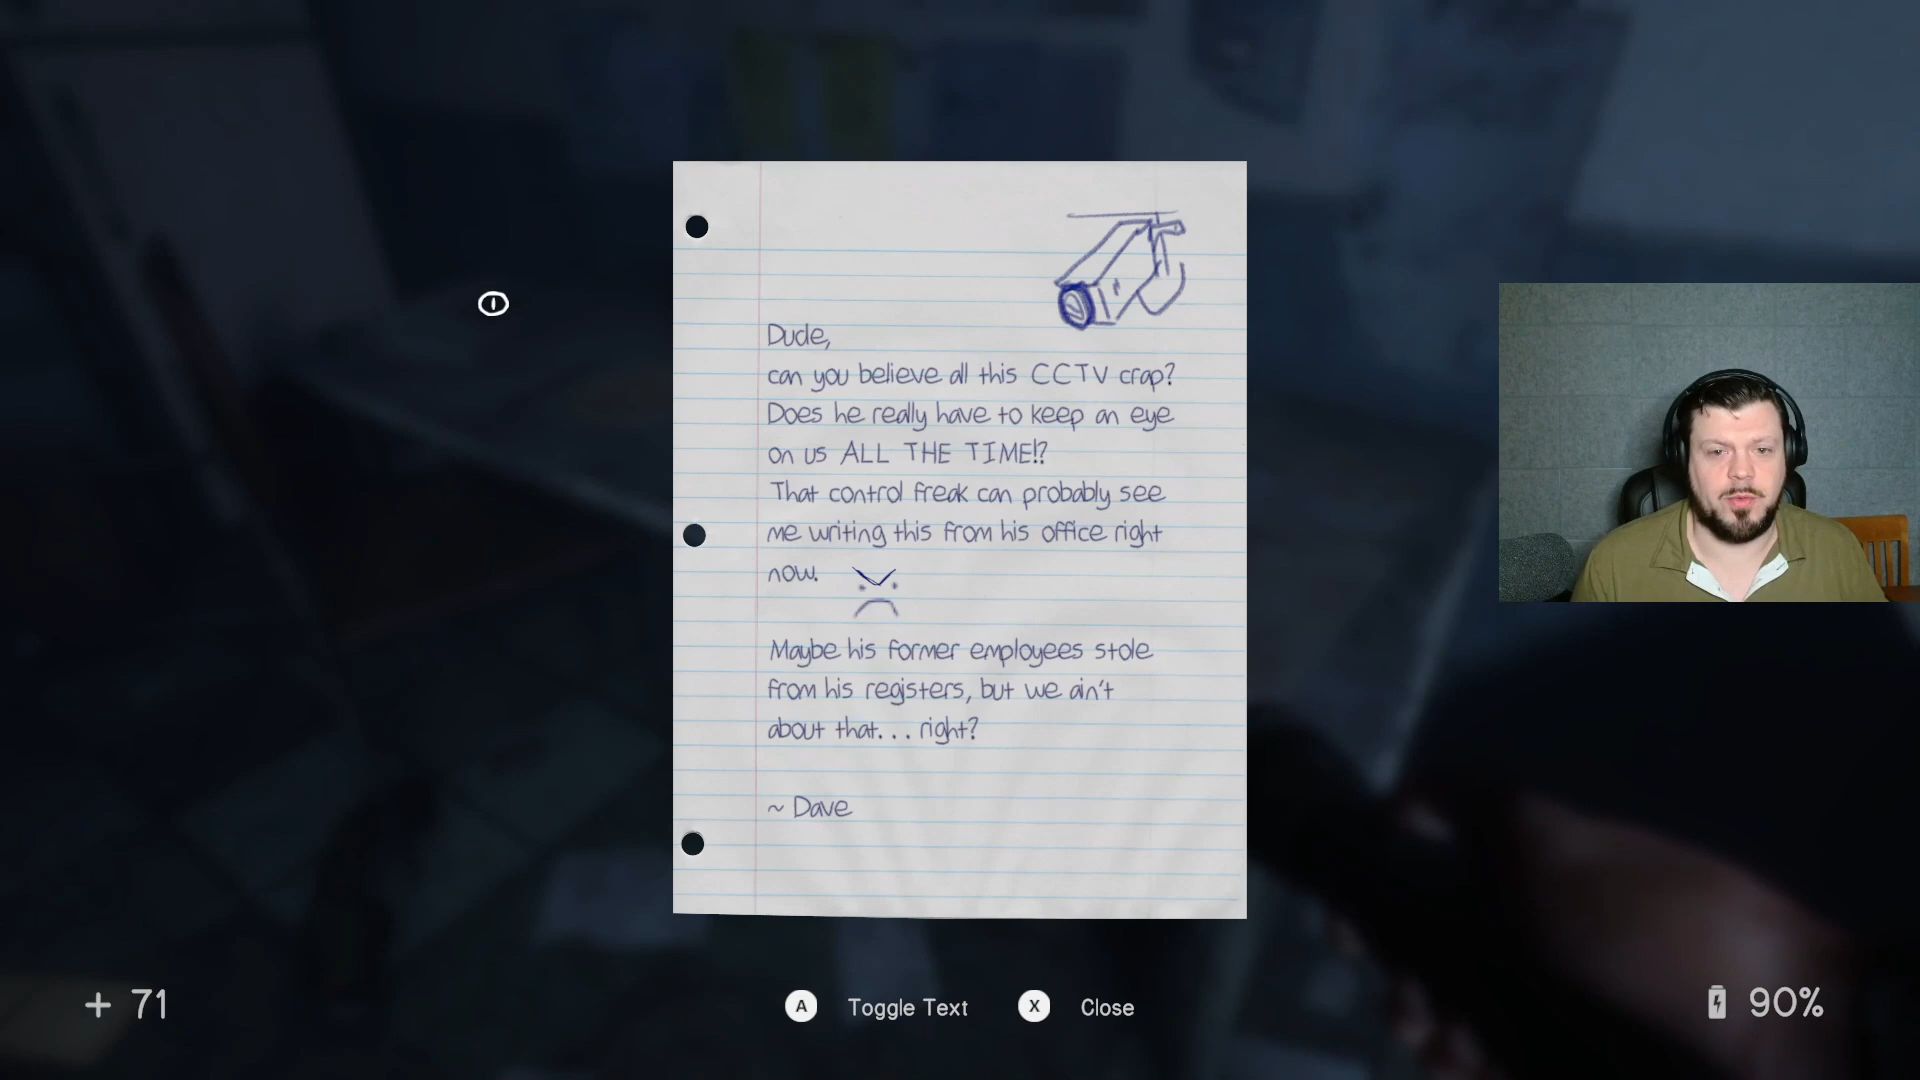 Dude,
can you believe all this CCTV crap?
Does he really have to keep an eye
on us ALL THE TIME!?
That control freak can probably see
me writing this from his office right
now.
Maybe his former employees stole
from his registers, but we ain't
about that... right?
~ Dave
+ 71
A Toggle Text X Close
90%